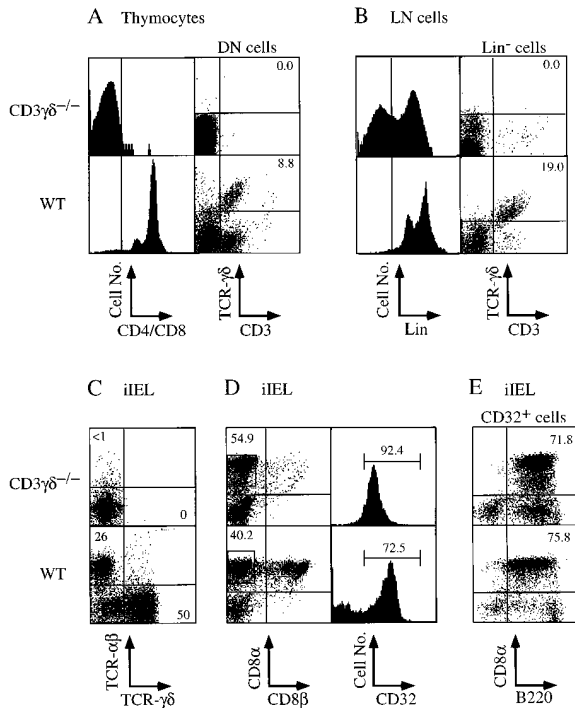 A Thymocytes
B LN cells
DN cells
Lin⁻ cells
CD3γδ⁻/⁻
0.0
0.0
WT
8.8
19.0
Cell No.
CD4/CD8
TCR-γδ
CD3
Cell No.
Lin
TCR-γδ
CD3
C iIEL
D iIEL
E iIEL
CD32⁺ cells
CD3γδ⁻/⁻
<1
0
54.9
92.4
71.8
WT
26
50
40.2
72.5
75.8
TCR-αβ
TCR-γδ
CD8α
CD8β
Cell No.
CD32
CD8α
B220